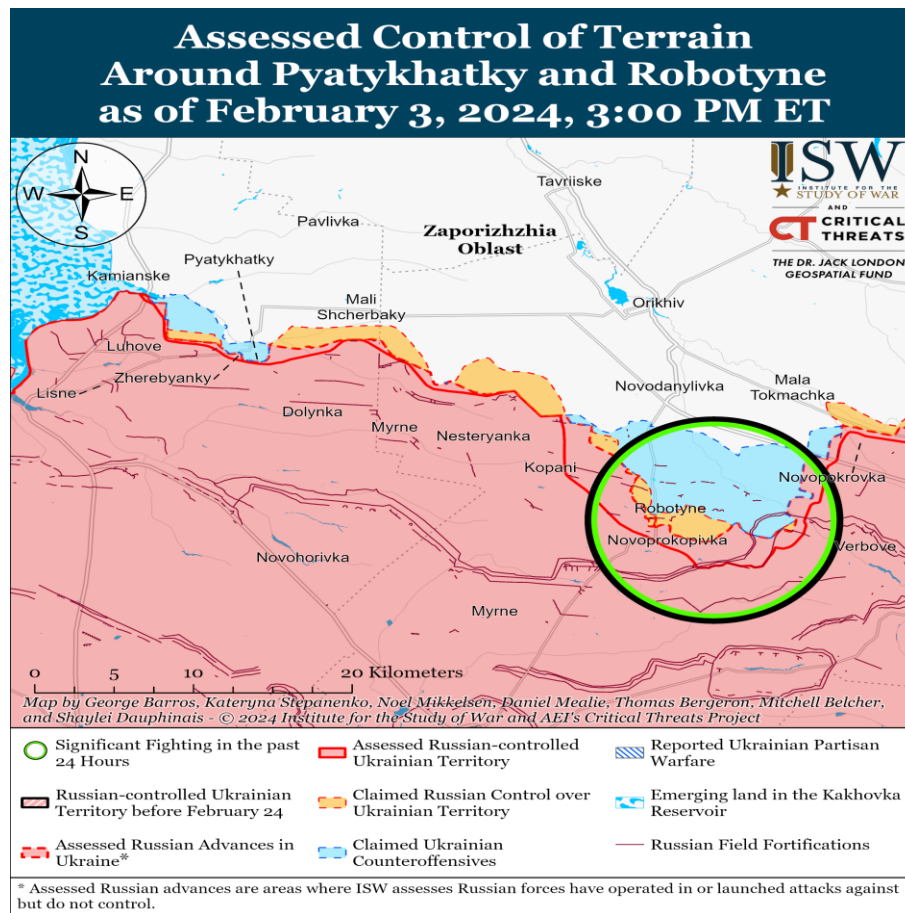 Assessed Control of Terrain
Around Pyatykhatky and Robotyne
as of February 3, 2024, 3:00 PM ET
N
W E
S
ISW
INSTITUTE FOR THE
STUDY OF WAR
AND
CT CRITICAL
THREATS
THE DR. JACK LONDON
GEOSPATIAL FUND
Tavriiske
Pavlivka
Zaporizhzhia
Oblast
Pyatykhatky
Kamianske
Mali
Shcherbaky
Orikhiv
Luhove
Zherebyanky
Lisne
Novodanylivka
Mala
Tokmachka
Dolynka
Myrne
Nesteryanka
Kopani
Novopokrovka
Robotyne
Novoprokopivka
Verbove
Novohorivka
Myrne
0 5 10 20 Kilometers
Map by George Barros, Kateryna Stepanenko, Noel Mikkelsen, Daniel Mealie, Thomas Bergeron, Mitchell Belcher,
and Shaylei Dauphinais - © 2024 Institute for the Study of War and AEI's Critical Threats Project
Significant Fighting in the past
24 Hours
Russian-controlled Ukrainian
Territory before February 24
Assessed Russian Advances in
Ukraine*
Assessed Russian-controlled
Ukrainian Territory
Claimed Russian Control over
Ukrainian Territory
Claimed Ukrainian
Counteroffensives
Reported Ukrainian Partisan
Warfare
Emerging land in the Kakhovka
Reservoir
Russian Field Fortifications
* Assessed Russian advances are areas where ISW assesses Russian forces have operated in or launched attacks against
but do not control.